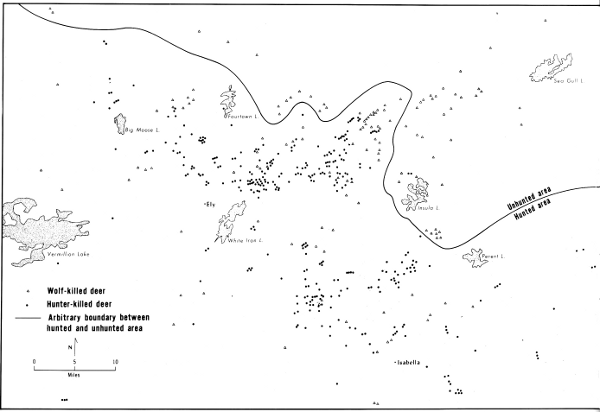 Sea Gull L.
Fourtown L.
Big Moose L.
Unhunted area
Hunted area
Insula L.
Ely
White Iron L.
Parent L.
Vermilion Lake
Wolf-killed deer
Hunter-killed deer
Arbitrary boundary between
hunted and unhunted area
N
0 5 10
Miles
Isabella